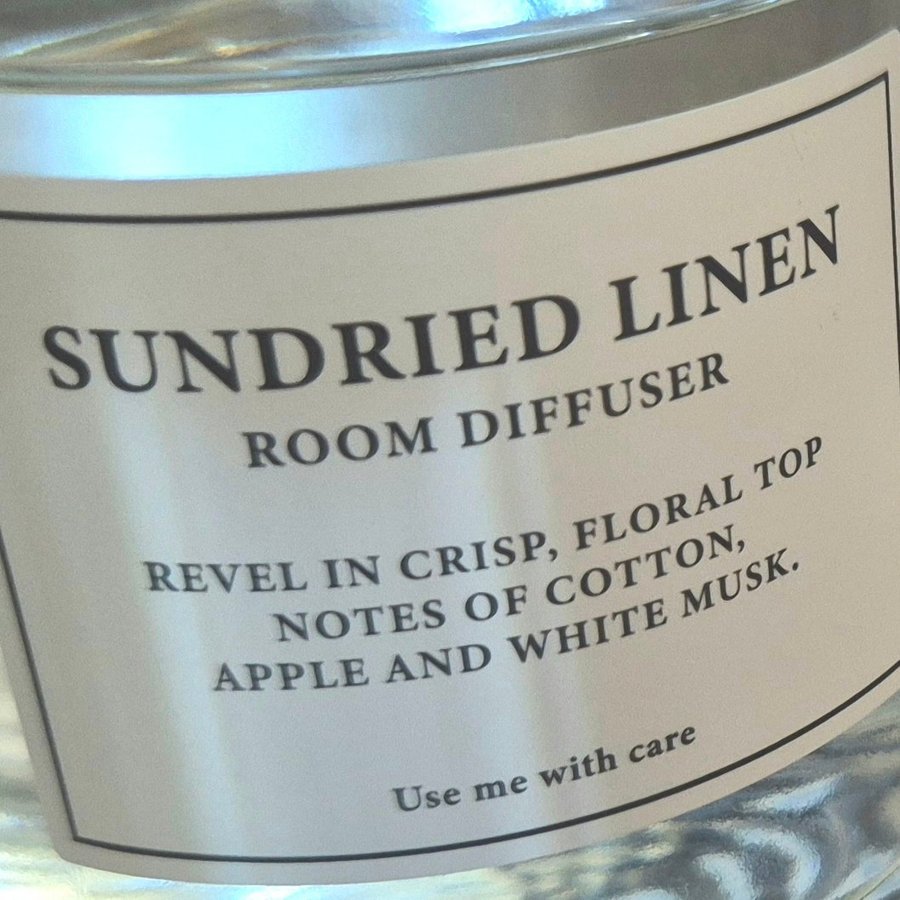 SUNDRIED LINEN
ROOM DIFFUSER
REVEL IN CRISP, FLORAL TOP
NOTES OF COTTON,
APPLE AND WHITE MUSK.
Use me with care